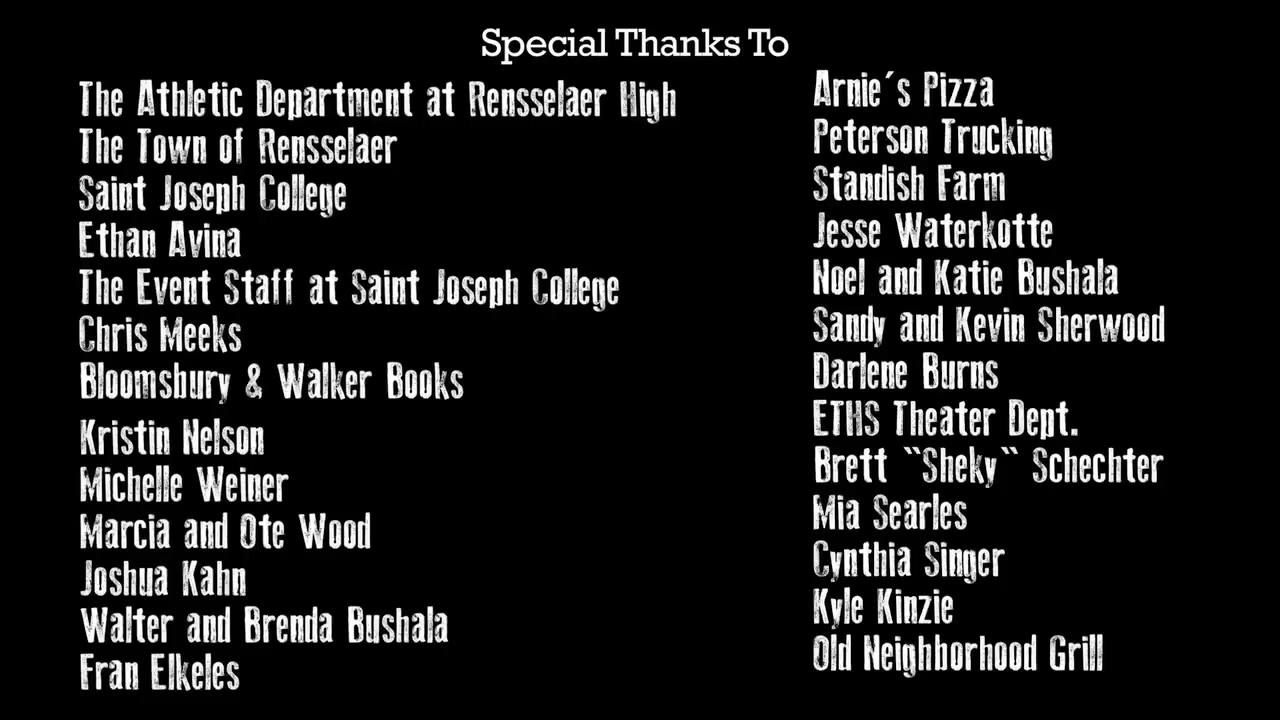 Special Thanks To
The Athletic Department at Rensselaer High
The Town of Rensselaer
Saint Joseph College
Ethan Avina
The Event Staff at Saint Joseph College
Chris Meeks
Bloomsbury & Walker Books
Kristin Nelson
Michelle Weiner
Marcia and Ote Wood
Joshua Kahn
Walter and Brenda Bushala
Fran Elkeles
Arnie´s Pizza
Peterson Trucking
Standish Farm
Jesse Waterkotte
Noel and Katie Bushala
Sandy and Kevin Sherwood
Darlene Burns
ETHS Theater Dept.
Brett “Sheky“ Schechter
Mia Searles
Cynthia Singer
Kyle Kinzie
Old Neighborhood Grill